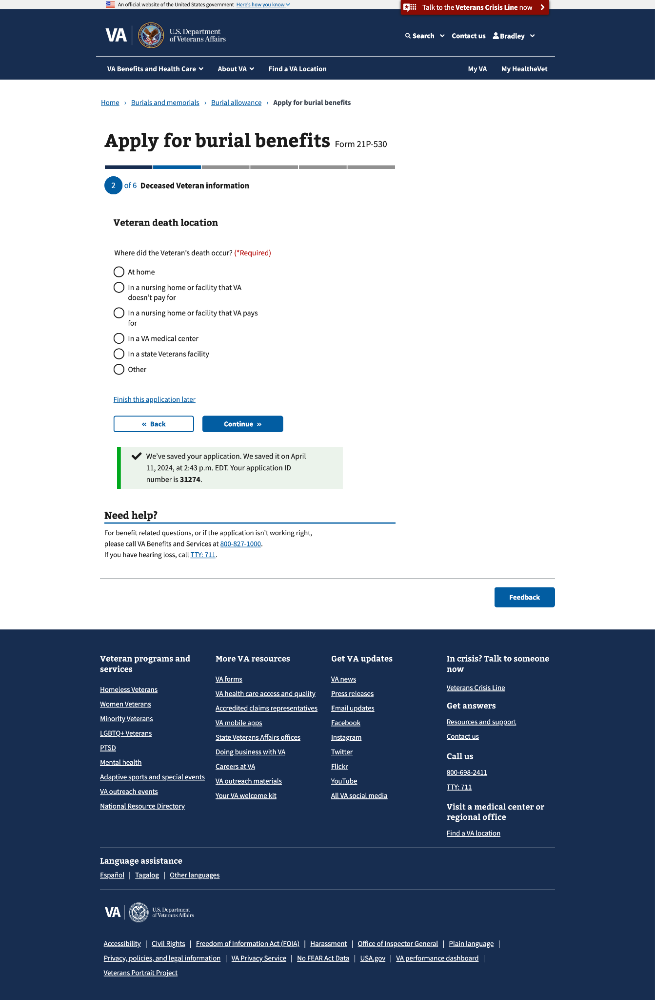 An official website of the United States government Here's how you know
Talk to the Veterans Crisis Line now
VA U.S. Department
of Veterans Affairs
Search Contact us Bradley
VA Benefits and Health Care About VA Find a VA Location My VA My HealtheVet
Home › Burials and memorials › Burial allowance › Apply for burial benefits
Apply for burial benefits Form 21P-530
2 of 6 Deceased Veteran information
Veteran death location
Where did the Veteran’s death occur? (*Required)
At home
In a nursing home or facility that VA
doesn’t pay for
In a nursing home or facility that VA pays
for
In a VA medical center
In a state Veterans facility
Other
Finish this application later
« Back Continue »
We’ve saved your application. We saved it on April
11, 2024, at 2:43 p.m. EDT. Your application ID
number is 31274.
Need help?
For benefit related questions, or if the application isn’t working right,
please call VA Benefits and Services at 800-827-1000.
If you have hearing loss, call TTY: 711.
Feedback
Veteran programs and
services
Homeless Veterans
Women Veterans
Minority Veterans
LGBTQ+ Veterans
PTSD
Mental health
Adaptive sports and special events
VA outreach events
National Resource Directory
More VA resources
VA forms
VA health care access and quality
Accredited claims representatives
VA mobile apps
State Veterans Affairs offices
Doing business with VA
Careers at VA
VA outreach materials
Your VA welcome kit
Get VA updates
VA news
Press releases
Email updates
Facebook
Instagram
Twitter
Flickr
YouTube
All VA social media
In crisis? Talk to someone
now
Veterans Crisis Line
Get answers
Resources and support
Contact us
Call us
800-698-2411
TTY: 711
Visit a medical center or
regional office
Find a VA location
Language assistance
Español | Tagalog | Other languages
VA U.S. Department
of Veterans Affairs
Accessibility | Civil Rights | Freedom of Information Act (FOIA) | Harassment | Office of Inspector General | Plain language |
Privacy, policies, and legal information | VA Privacy Service | No FEAR Act Data | USA.gov | VA performance dashboard |
Veterans Portrait Project